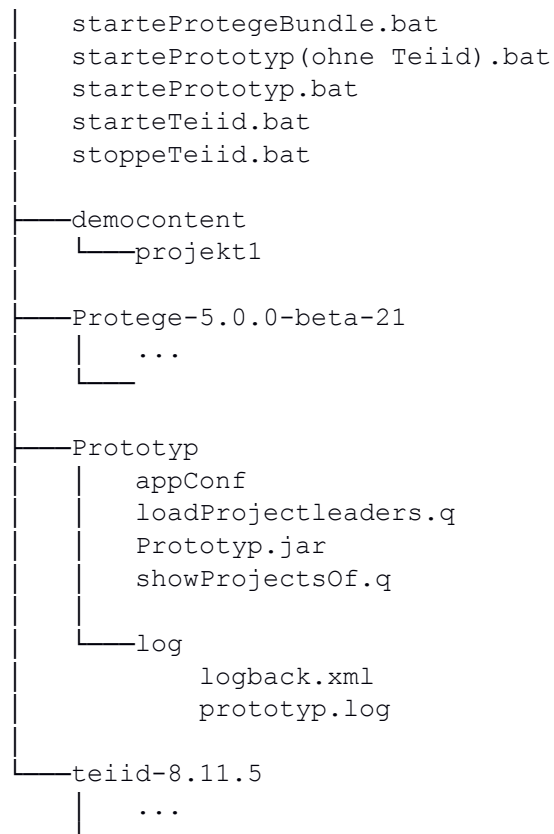 │   starteProtegeBundle.bat
│   startePrototyp(ohne Teiid).bat
│   startePrototyp.bat
│   starteTeiid.bat
│   stoppeTeiid.bat
│
├───democontent
│   └───projekt1
│
├───Protege-5.0.0-beta-21
│   │   ...
│   └───
│
├───Prototyp
│   │   appConf
│   │   loadProjectleaders.q
│   │   Prototyp.jar
│   │   showProjectsOf.q
│   │
│   └───log
│           logback.xml
│           prototyp.log
│
└───teiid-8.11.5
    │   ...
    │